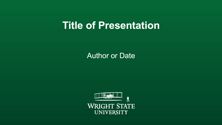 Title of Presentation
Author or Date
WRIGHT STATE
UNIVERSITY